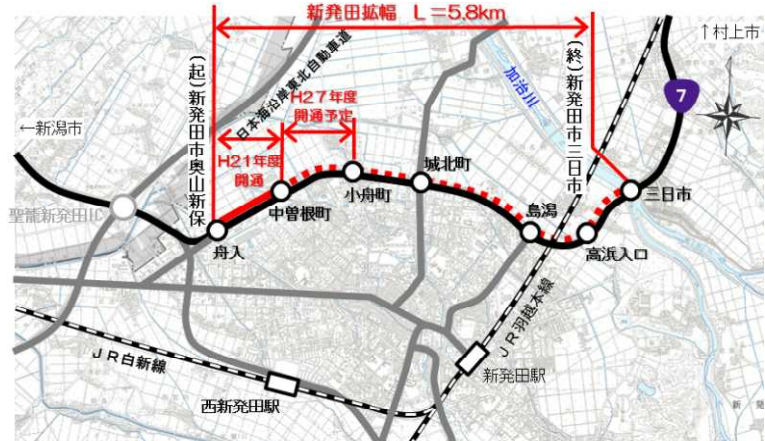 新発田拡幅 L=5.8km
↑村上市
(起)新発田市奥山新保
日本海沿岸東北自動車道
H27年度
開通予定
(終)新発田市三日市
加治川
7
←新潟市
H21年度
開通
城北町
小舟町
三日市
中曽根町
島潟
聖籠新発田IC
舟入
高浜入口
JR羽越本線
JR白新線
新発田駅
西新発田駅